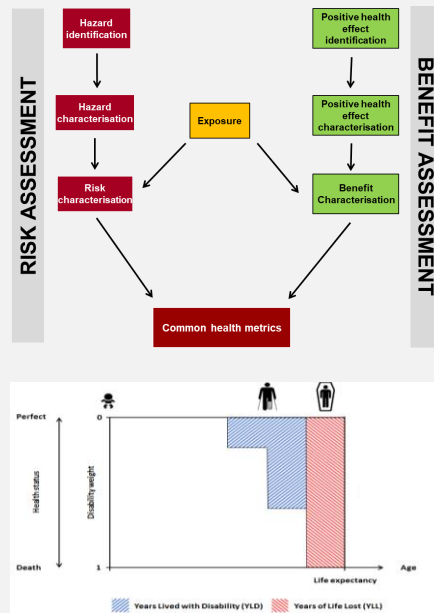 RISK ASSESSMENT
Hazard
identification
Hazard
characterisation
Risk
characterisation
Exposure
Positive health
effect
identification
Positive health
effect
characterisation
Benefit
Characterisation
BENEFIT ASSESSMENT
Common health metrics
Perfect
Health status
Death
0
Disability weight
1
Age
Life expectancy
Years Lived with Disability (YLD)
Years of Life Lost (YLL)